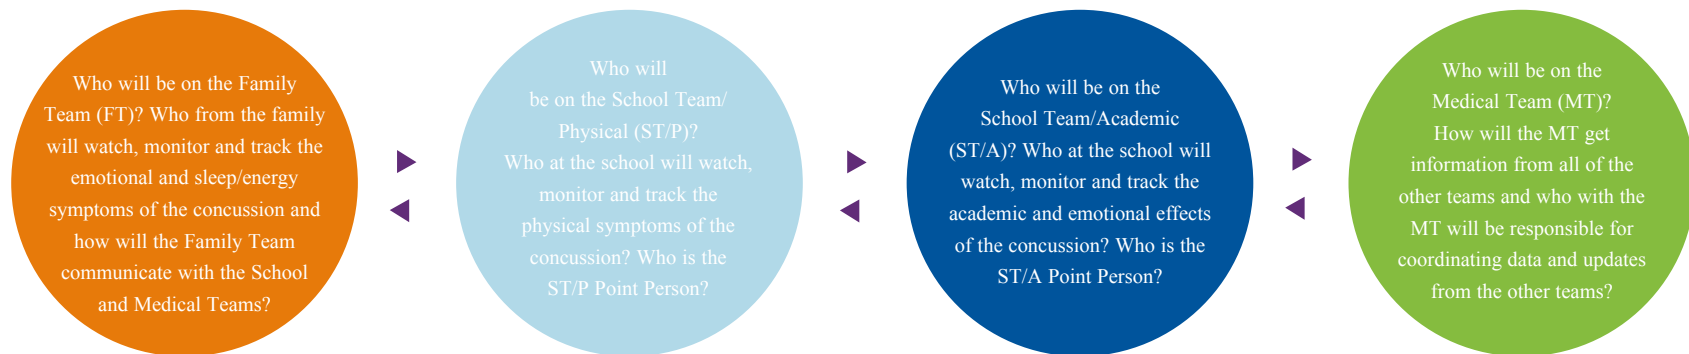 Who will be on the Family
Team (FT)? Who from the family
will watch, monitor and track the
emotional and sleep/energy
symptoms of the concussion and
how will the Family Team
communicate with the School
and Medical Teams?
Who will
be on the School Team/
Physical (ST/P)?
Who at the school will watch,
monitor and track the
physical symptoms of the
concussion? Who is the
ST/P Point Person?
Who will be on the
School Team/Academic
(ST/A)? Who at the school will
watch, monitor and track the
academic and emotional effects
of the concussion? Who is the
ST/A Point Person?
Who will be on the
Medical Team (MT)?
How will the MT get
information from all of the
other teams and who with the
MT will be responsible for
coordinating data and updates
from the other teams?